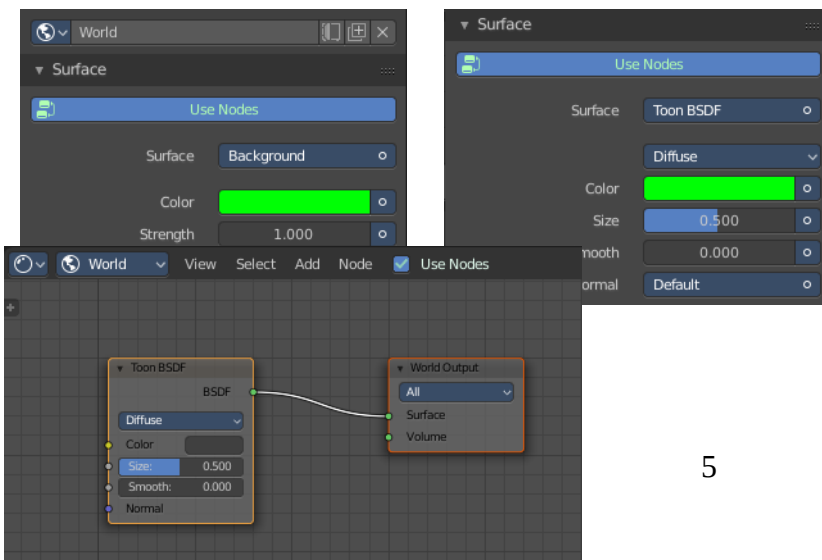 World
Surface
Use Nodes
Surface Background
Color
Strength 1.000
Surface
Use Nodes
Surface Toon BSDF
Diffuse
Color
Size 0.500
mooth 0.000
ormal Default
World View Select Add Node Use Nodes
Toon BSDF
BSDF
Diffuse
Color
Size: 0.500
Smooth: 0.000
Normal
World Output
All
Surface
Volume
5